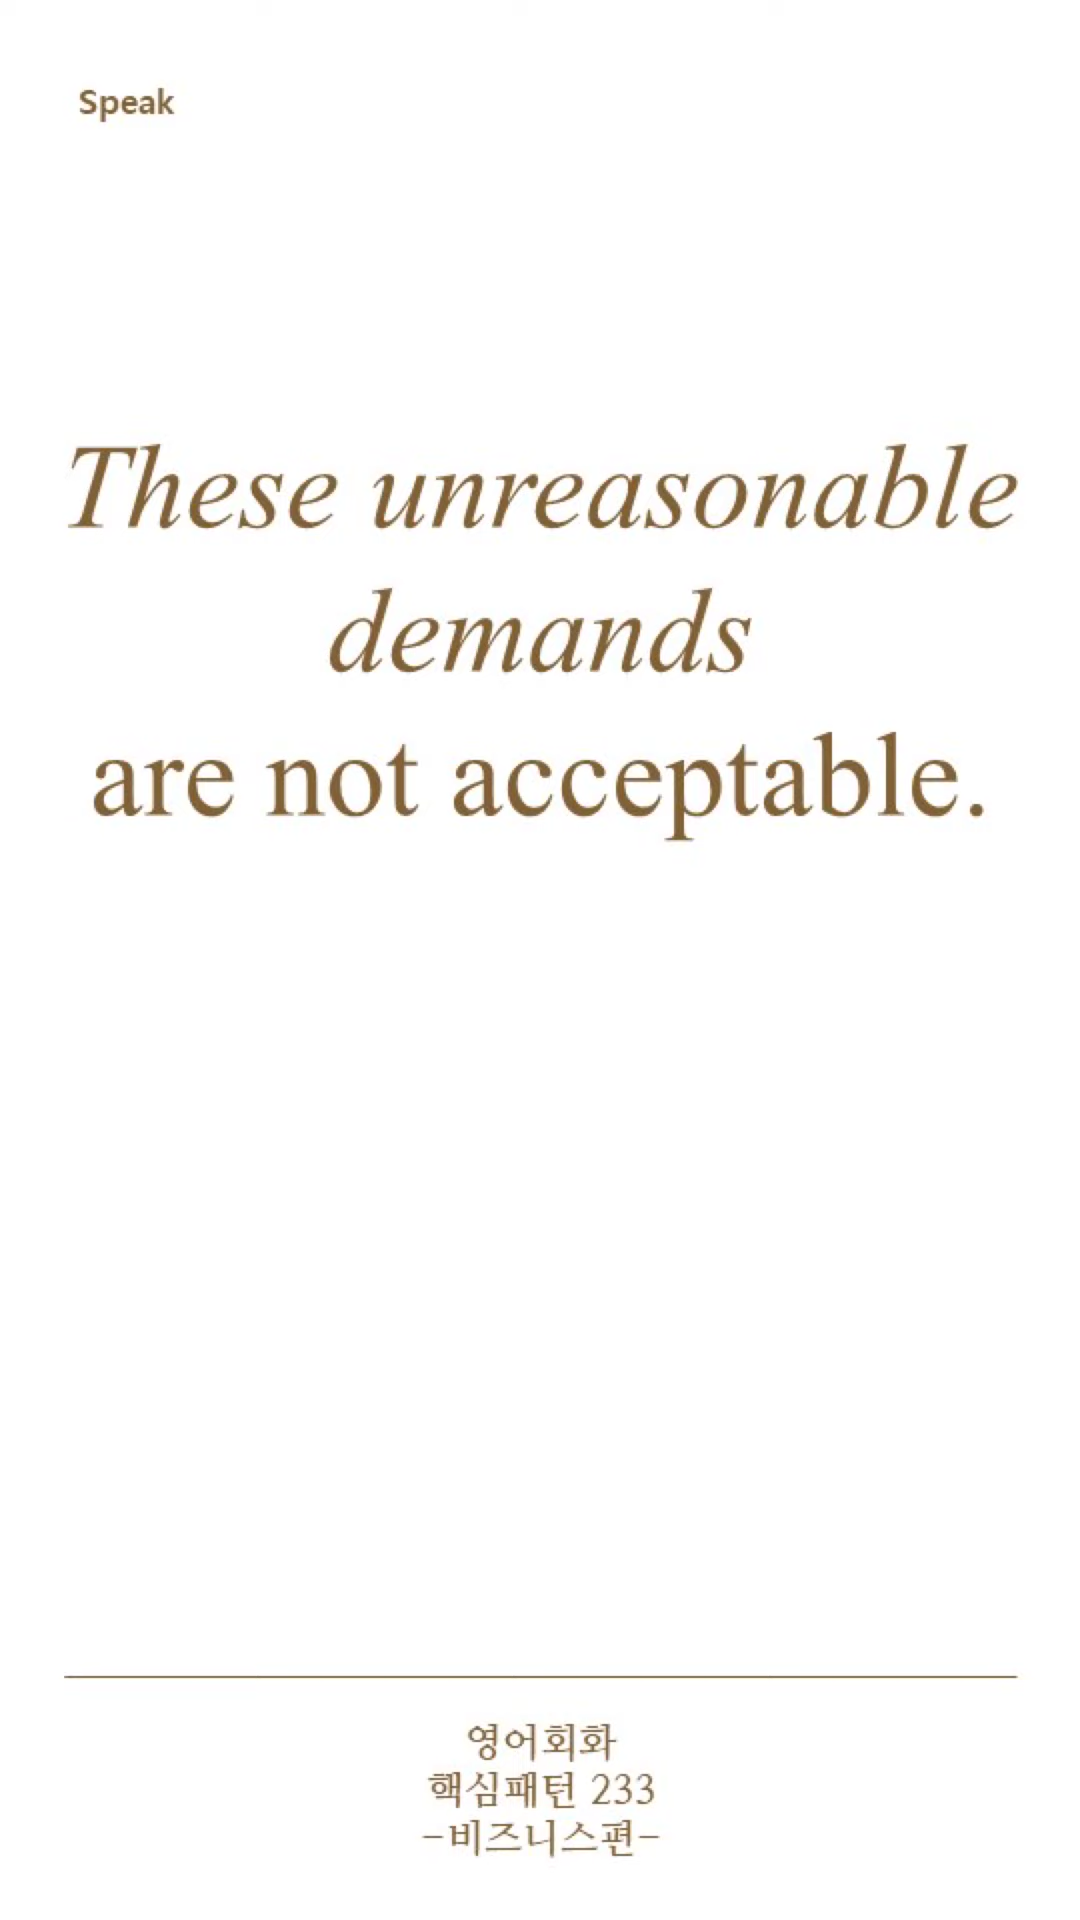 Speak
These unreasonable
demands
are not acceptable.
영어회화
핵심패턴 233
-비즈니스편-